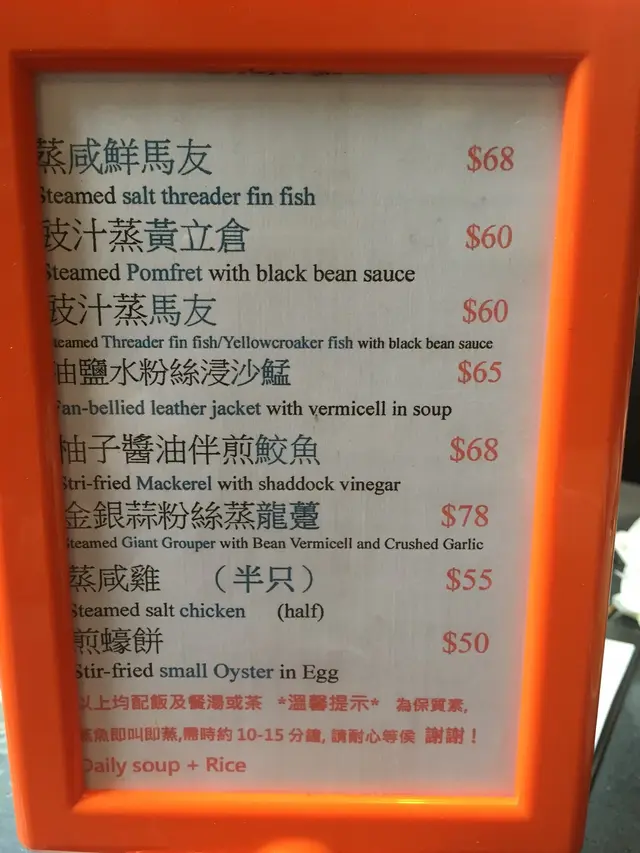 蒸咸鮮馬友 $68
Steamed salt threader fin fish
豉汁蒸黃立倉 $60
Steamed Pomfret with black bean sauce
豉汁蒸馬友 $60
Steamed Threader fin fish/Yellowcroaker fish with black bean sauce
油鹽水粉絲浸沙鯭 $65
Fan-bellied leather jacket with vermicell in soup
柚子醬油伴煎鮫魚 $68
Stri-fried Mackerel with shaddock vinegar
金銀蒜粉絲蒸龍躉 $78
Steamed Giant Grouper with Bean Vermicell and Crushed Garlic
蒸咸雞 （半只） $55
Steamed salt chicken (half)
煎蠔餅 $50
Stir-fried small Oyster in Egg
以上均配飯及餐湯或茶 *溫馨提示* 為保質素,
蒸魚即叫即蒸,需時約 10-15 分鐘, 請耐心等侯 謝謝！
Daily soup + Rice